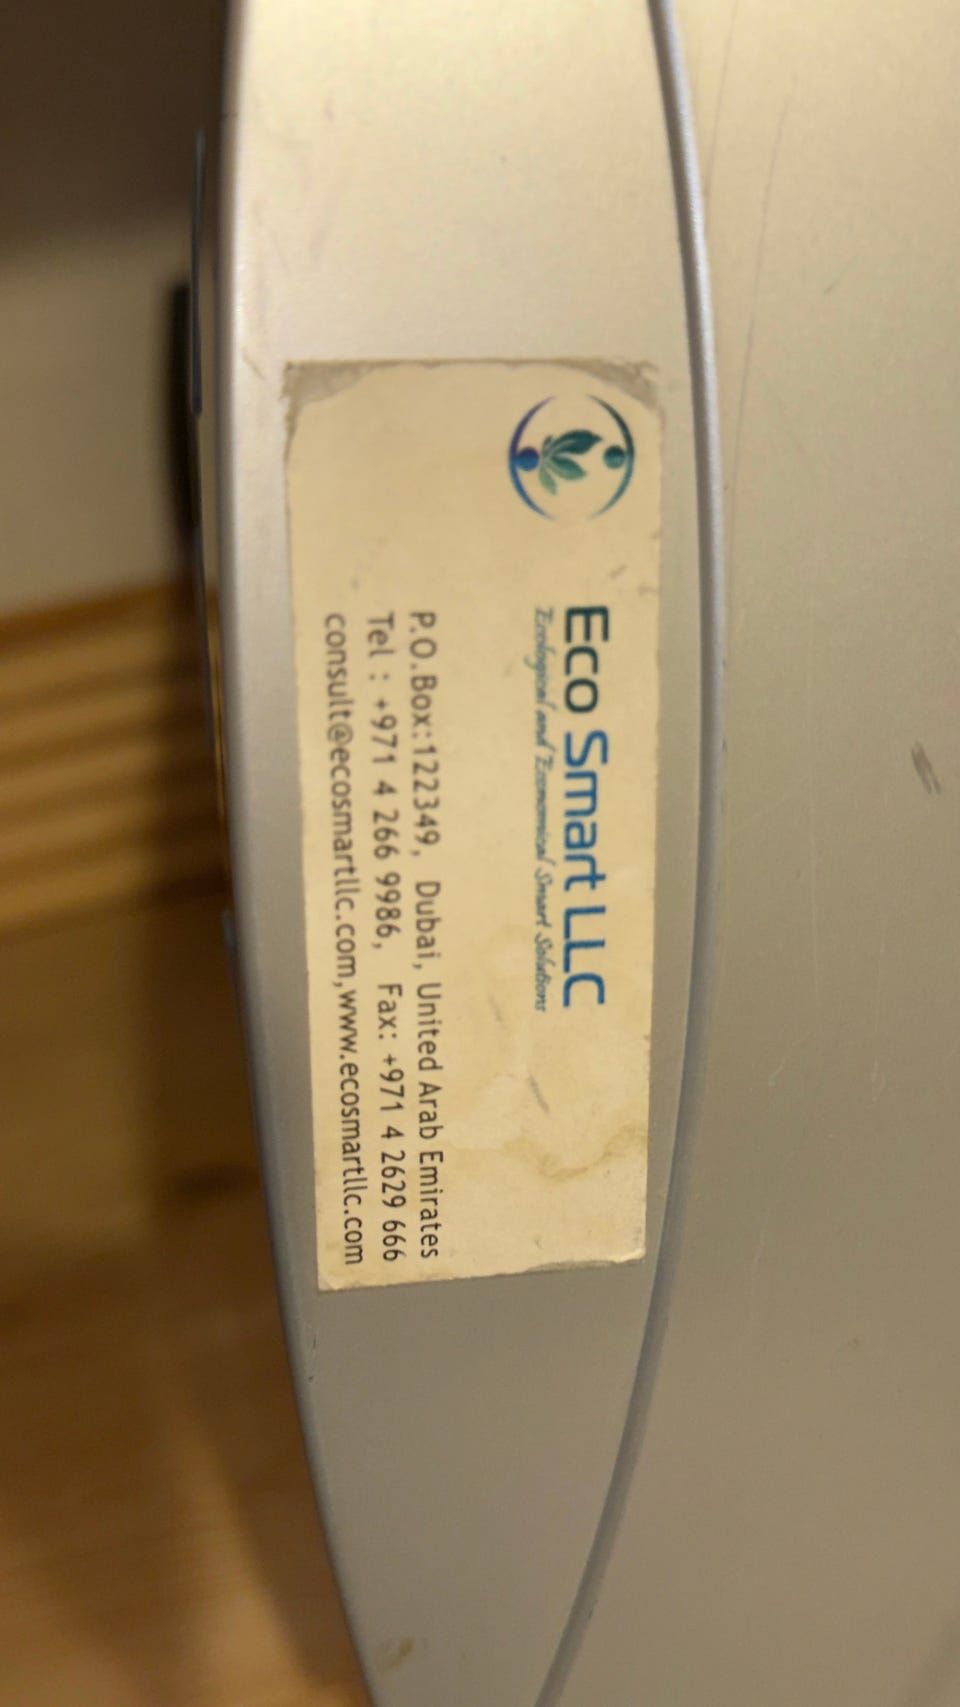 Eco Smart LLC
Ecological and Economical Smart Solutions
P.O.Box:122349, Dubai, United Arab Emirates
Tel : +971 4 266 9986, Fax: +971 4 2629 666
consult@ecosmartllc.com,www.ecosmartllc.com